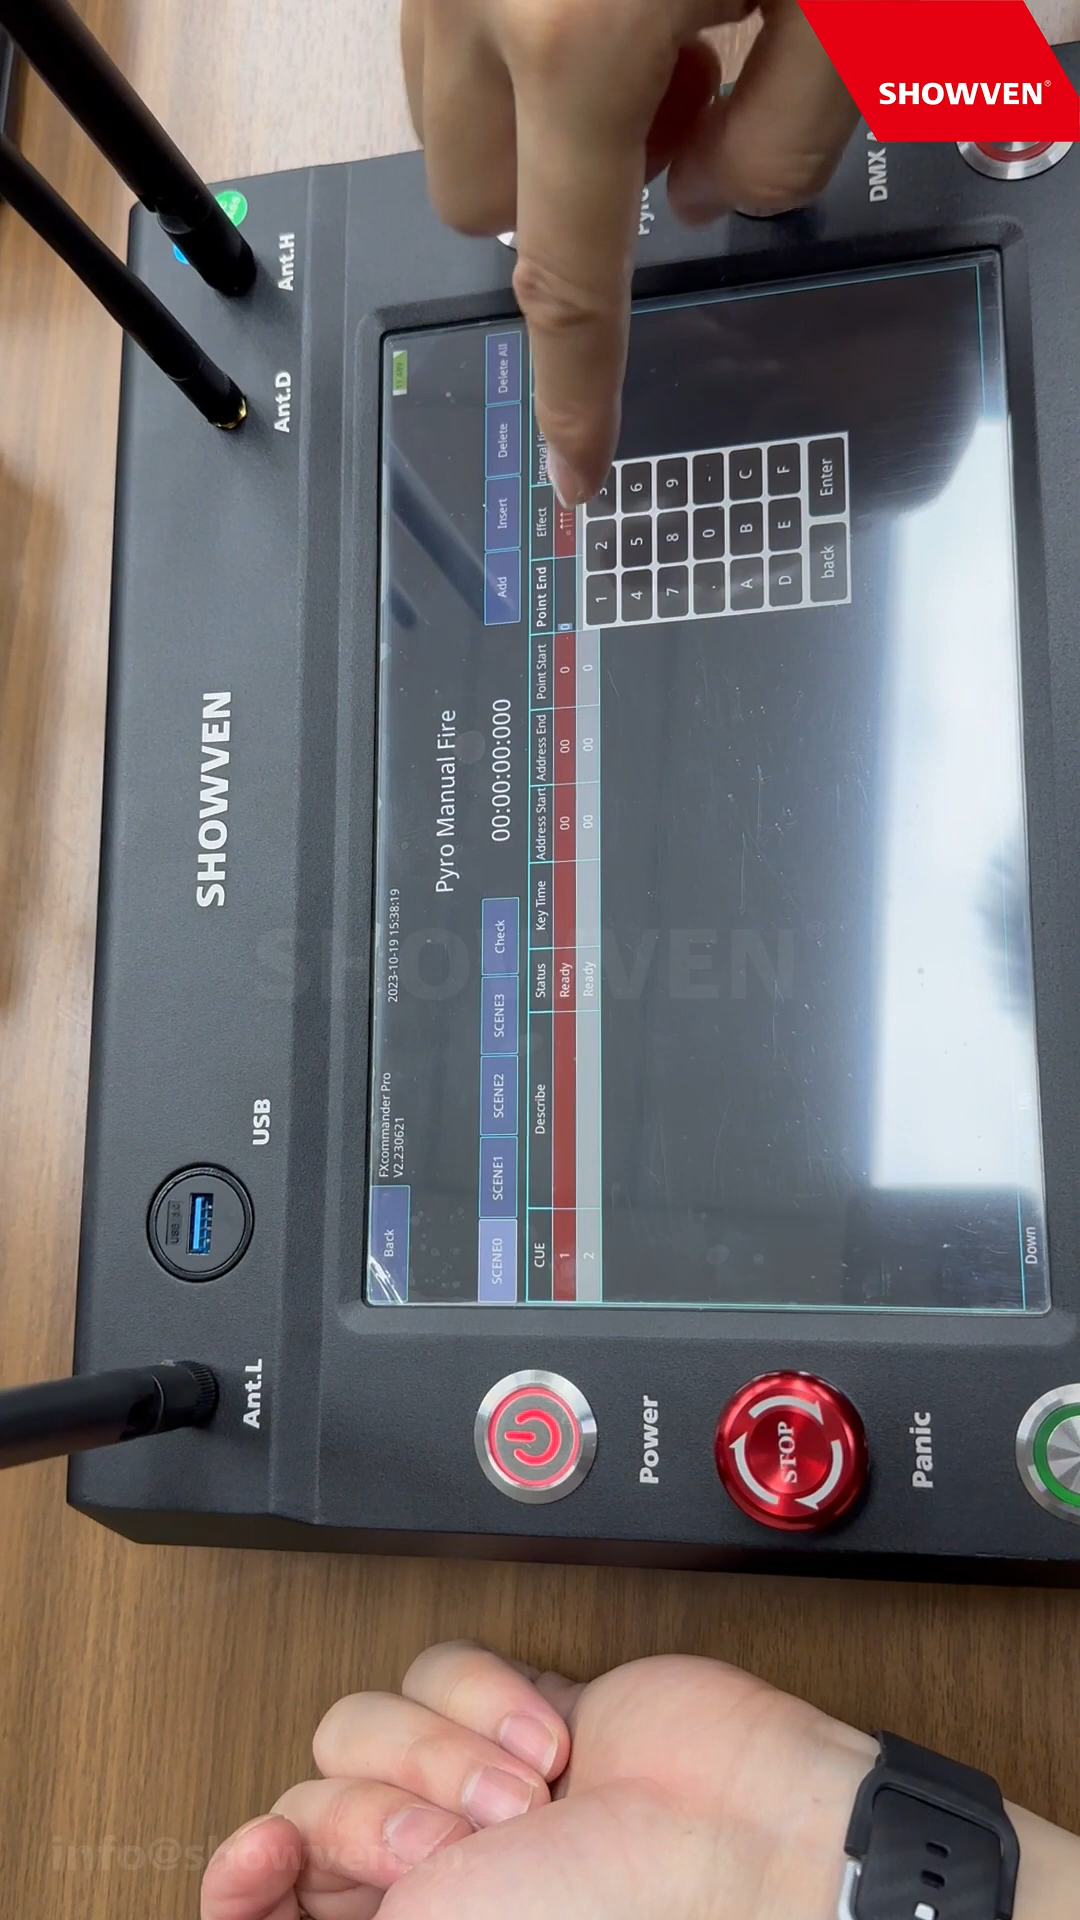 SHOWVEN®
Ant.L
USB
SHOWVEN
Ant.D
Ant.H
DMX
Back
FXcommander Pro
V2.230621
2023-10-19 15:38:19
Pyro Manual Fire
SCENE0 SCENE1 SCENE2 SCENE3 Check 00:00:00:000 Add Insert Delete Delete All
CUE Describe Status Key Time Address Start Address End Point Start Point End Effect Interval
1 Ready 00 00 0 0
2 Ready 00 00 0
1 2
4 5 6
7 8 9
. 0 -
A B C
D E F
back Enter
Down
Power
STOP
Panic
SHOWVEN